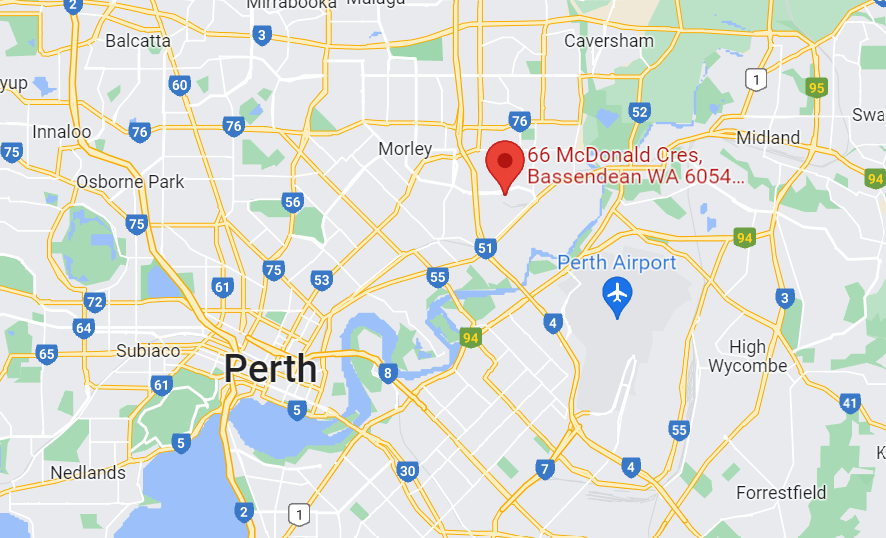 2
Mirrabooka
Malaga
Balcatta
3
Caversham
60
1
95
yup
52
Swa
Innaloo
76
76
76
Midland
75
Morley
66 McDonald Cres,
Bassendean WA 6054...
Osborne Park
94
56
75
94
51
Perth Airport
75
53
55
61
72
3
64
4
94
65
Subiaco
High
Wycombe
Perth
8
61
41
5
55
5
K
Nedlands
30
7
4
Forrestfield
2
1